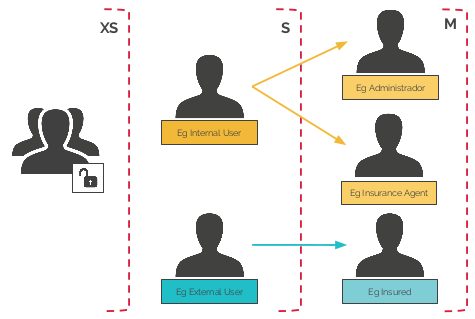 XS
S
M
Eg Administrador
Eg Internal User
Eg Insurance Agent
Eg External User
Eg Insured